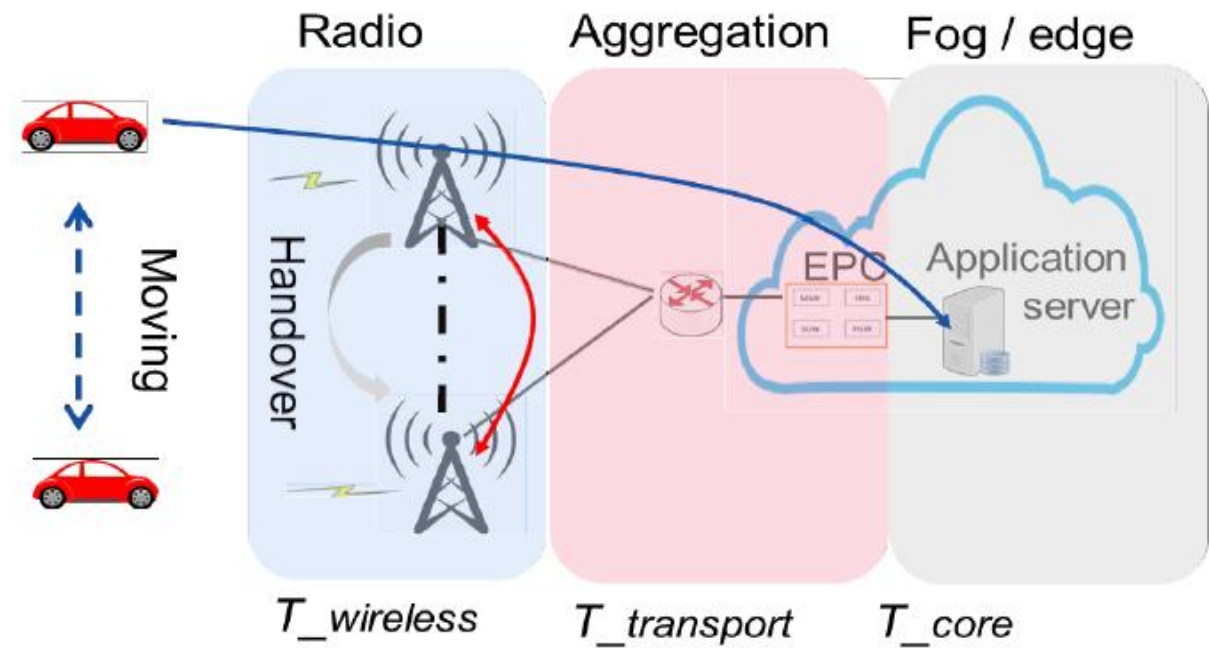 Radio
Aggregation
Fog / edge
Moving
Handover
EPC
Application
server
T_wireless
T_transport
T_core